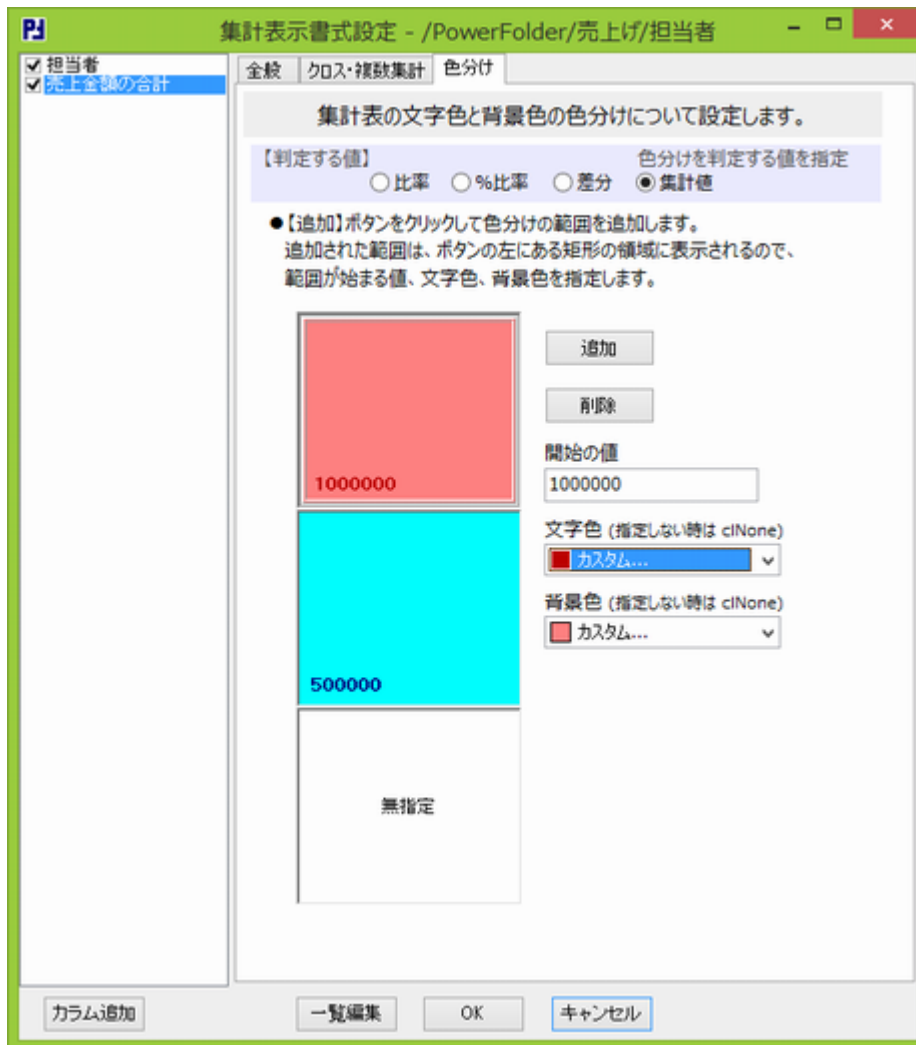 集計表示書式設定 - /PowerFolder/売上げ/担当者
担当者
売上金額の合計
全般 クロス・複数集計 色分け
集計表の文字色と背景色の色分けについて設定します。
【判定する値】 色分けを判定する値を指定
比率 %比率 差分 集計値
●【追加】ボタンをクリックして色分けの範囲を追加します。
追加された範囲は、ボタンの左にある矩形の領域に表示されるので、
範囲が始まる値、文字色、背景色を指定します。
追加
削除
開始の値
1000000
1000000
文字色 (指定しない時は clNone)
カスタム...
背景色 (指定しない時は clNone)
カスタム...
500000
無指定
カラム追加 一覧編集 OK キャンセル